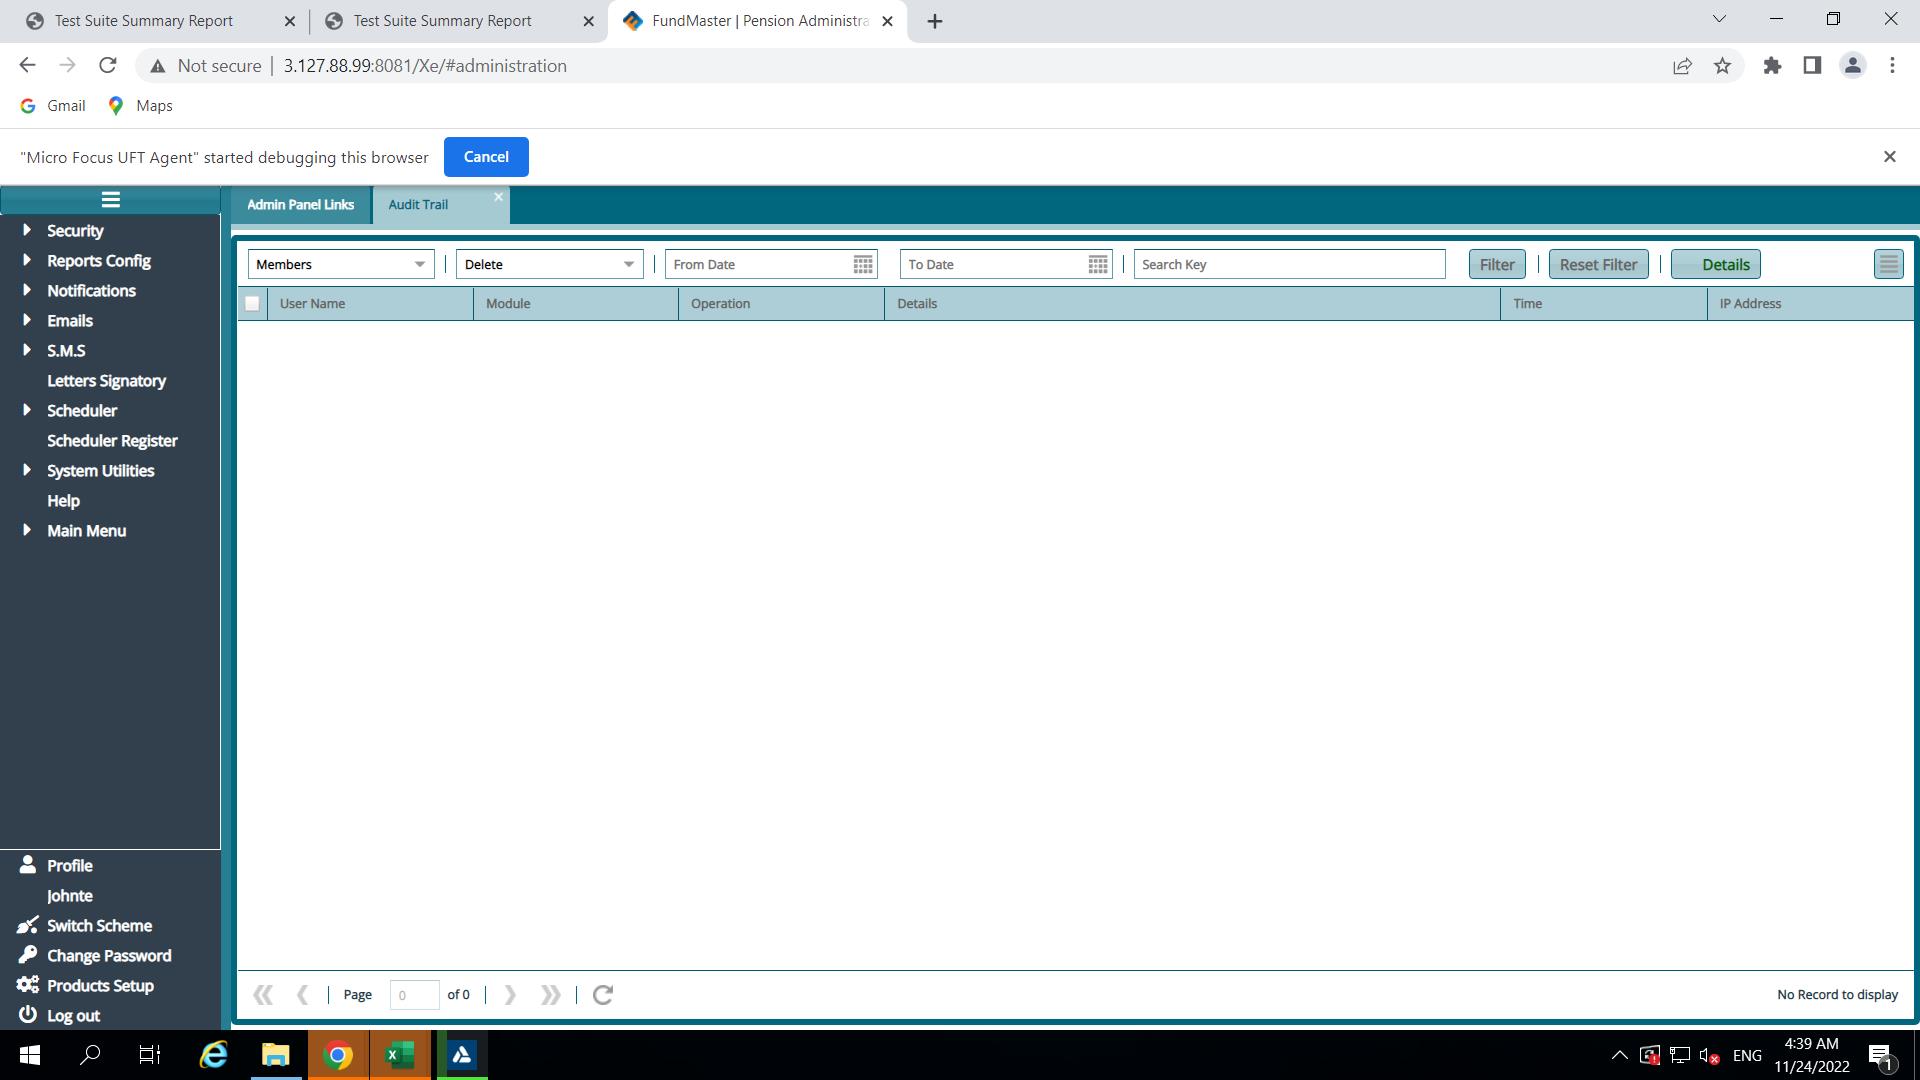 Test Suite Summary Report
Test Suite Summary Report
FundMaster | Pension Administra
Not secure
3.127.88.99:8081/Xe/#administration
Gmail
Maps
"Micro Focus UFT Agent" started debugging this browser
Cancel
Admin Panel Links
Audit Trail
Security
Reports Config
Notifications
Emails
S.M.S
Letters Signatory
Scheduler
Scheduler Register
System Utilities
Help
Main Menu
Members
Delete
From Date
To Date
Search Key
Filter
Reset Filter
Details
User Name
Module
Operation
Details
Time
IP Address
Profile
Johnte
Switch Scheme
Change Password
Products Setup
Log out
Page
0
of 0
No Record to display
ENG
4:39 AM
11/24/2022
1